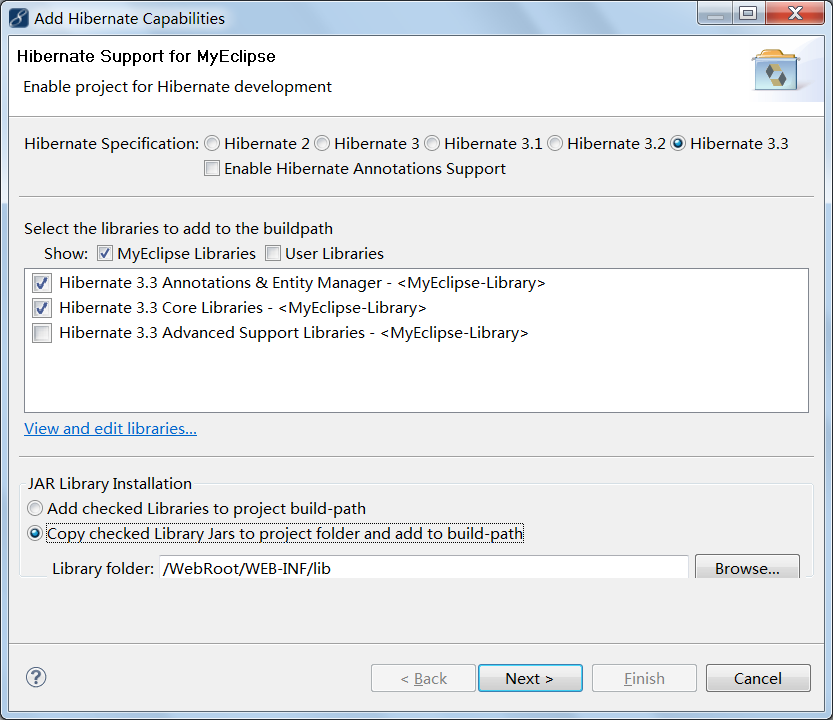 Add Hibernate Capabilities
Hibernate Support for MyEclipse
Enable project for Hibernate development
Hibernate Specification: Hibernate 2 Hibernate 3 Hibernate 3.1 Hibernate 3.2 Hibernate 3.3
Enable Hibernate Annotations Support
Select the libraries to add to the buildpath
Show: MyEclipse Libraries User Libraries
Hibernate 3.3 Annotations & Entity Manager - <MyEclipse-Library>
Hibernate 3.3 Core Libraries - <MyEclipse-Library>
Hibernate 3.3 Advanced Support Libraries - <MyEclipse-Library>
View and edit libraries...
JAR Library Installation
Add checked Libraries to project build-path
Copy checked Library Jars to project folder and add to build-path
Library folder: /WebRoot/WEB-INF/lib Browse...
? < Back Next > Finish Cancel